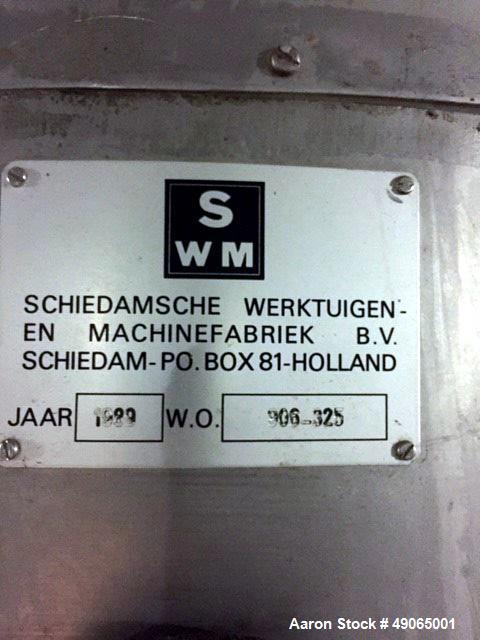 S
WM
SCHIEDAMSCHE WERKTUIGEN-
EN MACHINEFABRIEK B.V.
SCHIEDAM-PO. BOX 81-HOLLAND
JAAR 1989 W.O. 906-325
Aaron Stock # 49065001